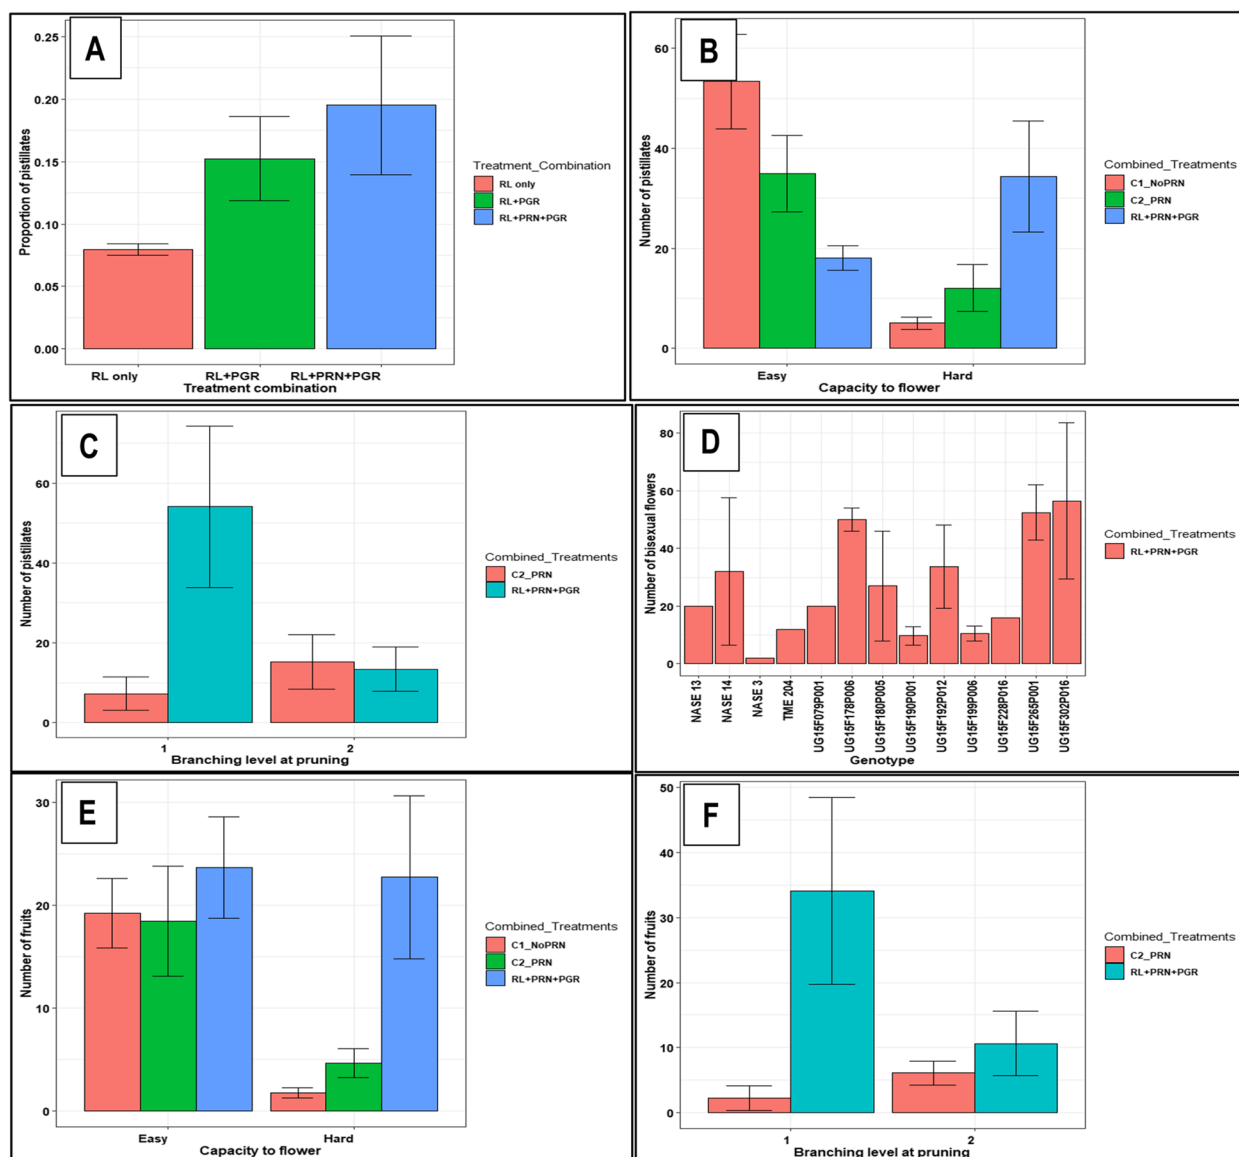 A
0.25
0.20
0.15
0.10
0.05
0.00
Proportion of pistillates
RL only
RL+PGR
RL+PRN+PGR
Treatment combination
Treatment_Combination
RL only
RL+PGR
RL+PRN+PGR
B
60
40
20
0
Number of pistillates
Easy
Hard
Capacity to flower
Combined_Treatments
C1_NoPRN
C2_PRN
RL+PRN+PGR
C
60
40
20
0
Number of pistillates
1
2
Branching level at pruning
Combined_Treatments
C2_PRN
RL+PRN+PGR
D
80
60
40
20
0
Number of bisexual flowers
NASE 13
NASE 14
NASE 3
TME 204
UG15F079P001
UG15F178P006
UG15F180P005
UG15F190P001
UG15F192P012
UG15F199P006
UG15F228P016
UG15F265P001
UG15F302P016
Genotype
Combined_Treatments
RL+PRN+PGR
E
30
20
10
0
Number of fruits
Easy
Hard
Capacity to flower
Combined_Treatments
C1_NoPRN
C2_PRN
RL+PRN+PGR
F
50
40
30
20
10
0
Number of fruits
1
2
Branching level at pruning
Combined_Treatments
C2_PRN
RL+PRN+PGR